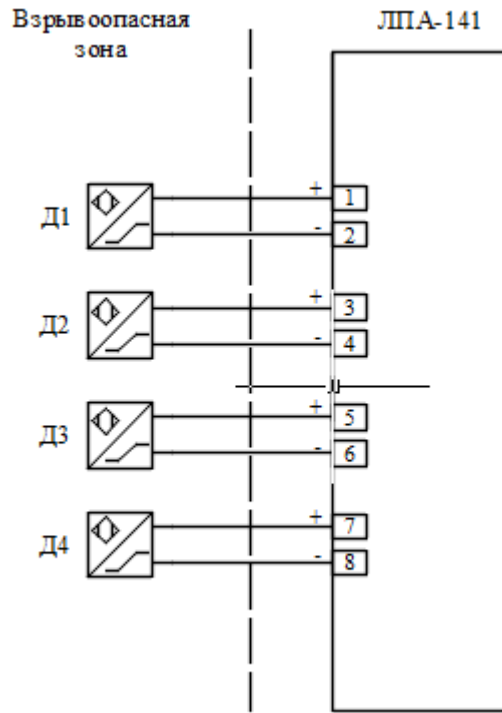 Взрывоопасная
зона
ЛПА-141
Д1
+ 1
- 2
Д2
+ 3
- 4
Д3
+ 5
- 6
Д4
+ 7
- 8